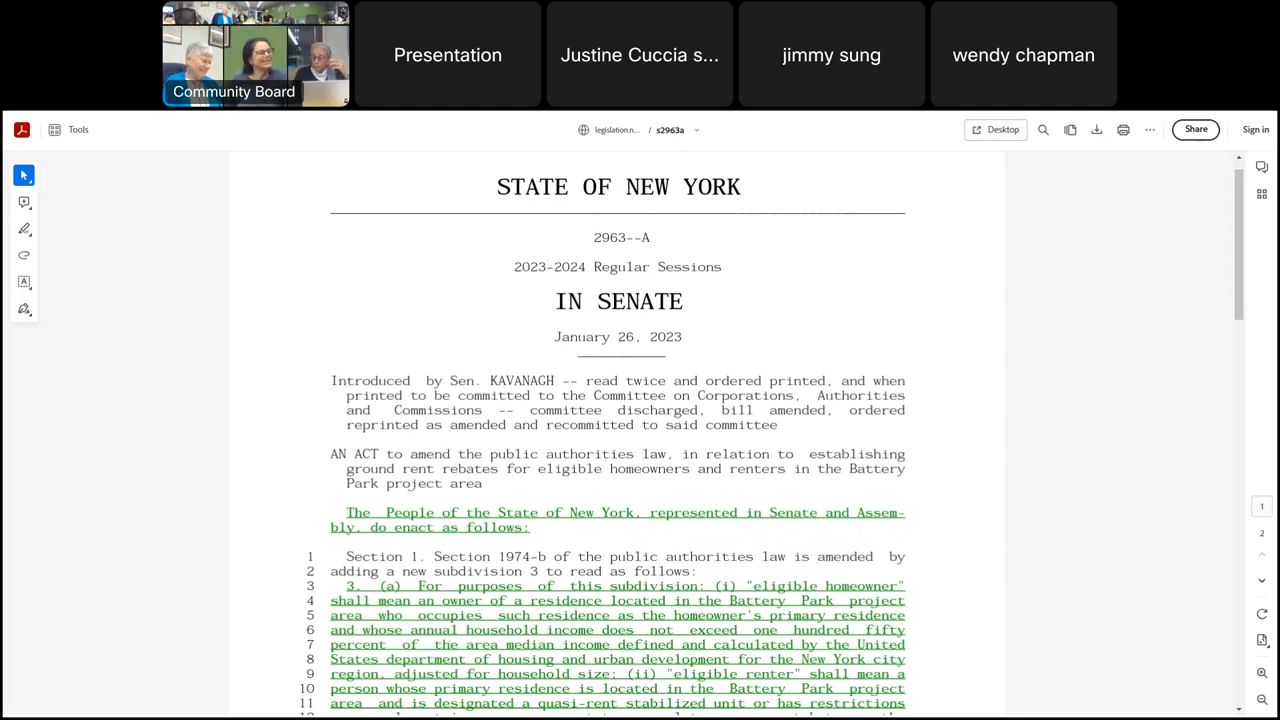 Community Board
Presentation
Justine Cuccia s...
jimmy sung
wendy chapman
Tools
legislation.n... / s2963a
Desktop
Share
Sign in
STATE OF NEW YORK
2963--A
2023-2024 Regular Sessions
IN SENATE
January 26, 2023
Introduced by Sen. KAVANAGH -- read twice and ordered printed, and when
printed to be committed to the Committee on Corporations, Authorities
and Commissions -- committee discharged, bill amended, ordered
reprinted as amended and recommitted to said committee
AN ACT to amend the public authorities law, in relation to establishing
ground rent rebates for eligible homeowners and renters in the Battery
Park project area
The People of the State of New York, represented in Senate and Assem-
bly, do enact as follows:
1 Section 1. Section 1974-b of the public authorities law is amended by
2 adding a new subdivision 3 to read as follows:
3 3. (a) For purposes of this subdivision: (i) "eligible homeowner"
4 shall mean an owner of a residence located in the Battery Park project
5 area who occupies such residence as the homeowner's primary residence
6 and whose annual household income does not exceed one hundred fifty
7 percent of the area median income defined and calculated by the United
8 States department of housing and urban development for the New York city
9 region, adjusted for household size; (ii) "eligible renter" shall mean a
10 person whose primary residence is located in the Battery Park project
11 area and is designated a quasi-rent stabilized unit or has restrictions
1
2